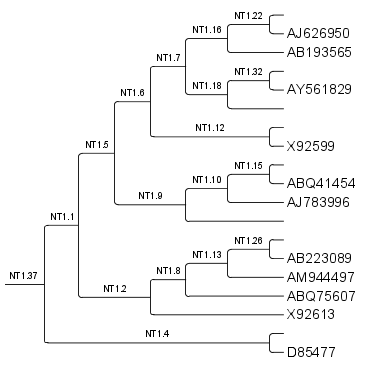 NT1.22
NT1.16
AJ626950
AB193565
NT1.7
NT1.32
NT1.6
NT1.18
AY561829
NT1.12
NT1.5
X92599
NT1.15
NT1.10
ABQ41454
NT1.9
AJ783996
NT1.1
NT1.26
NT1.13
AB223089
NT1.37
NT1.8
AM944497
NT1.2
ABQ75607
X92613
NT1.4
D85477